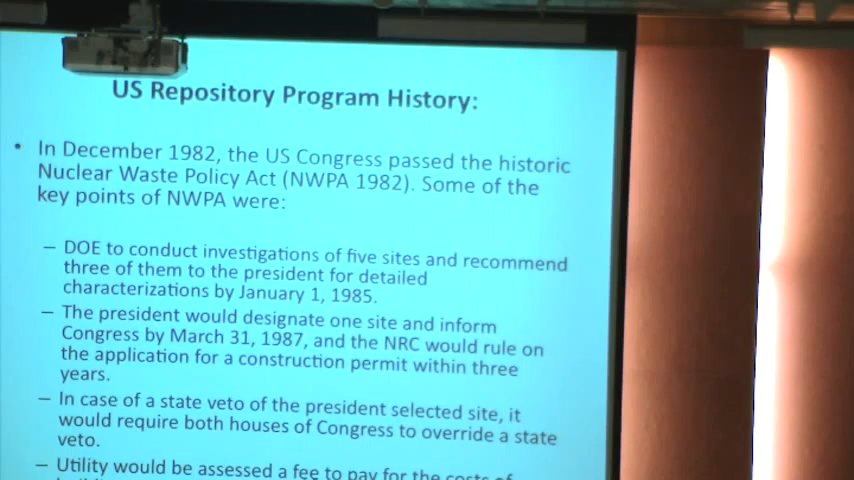 US Repository Program History:
• In December 1982, the US Congress passed the historic
Nuclear Waste Policy Act (NWPA 1982). Some of the
key points of NWPA were:
– DOE to conduct investigations of five sites and recommend
three of them to the president for detailed
characterizations by January 1, 1985.
– The president would designate one site and inform
Congress by March 31, 1987, and the NRC would rule on
the application for a construction permit within three
years.
– In case of a state veto of the president selected site, it
would require both houses of Congress to override a state
veto.
– Utility would be assessed a fee to pay for the costs of